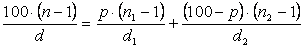 100·(n−1)/d = p·(n₁−1)/d₁ + (100−p)·(n₂−1)/d₂